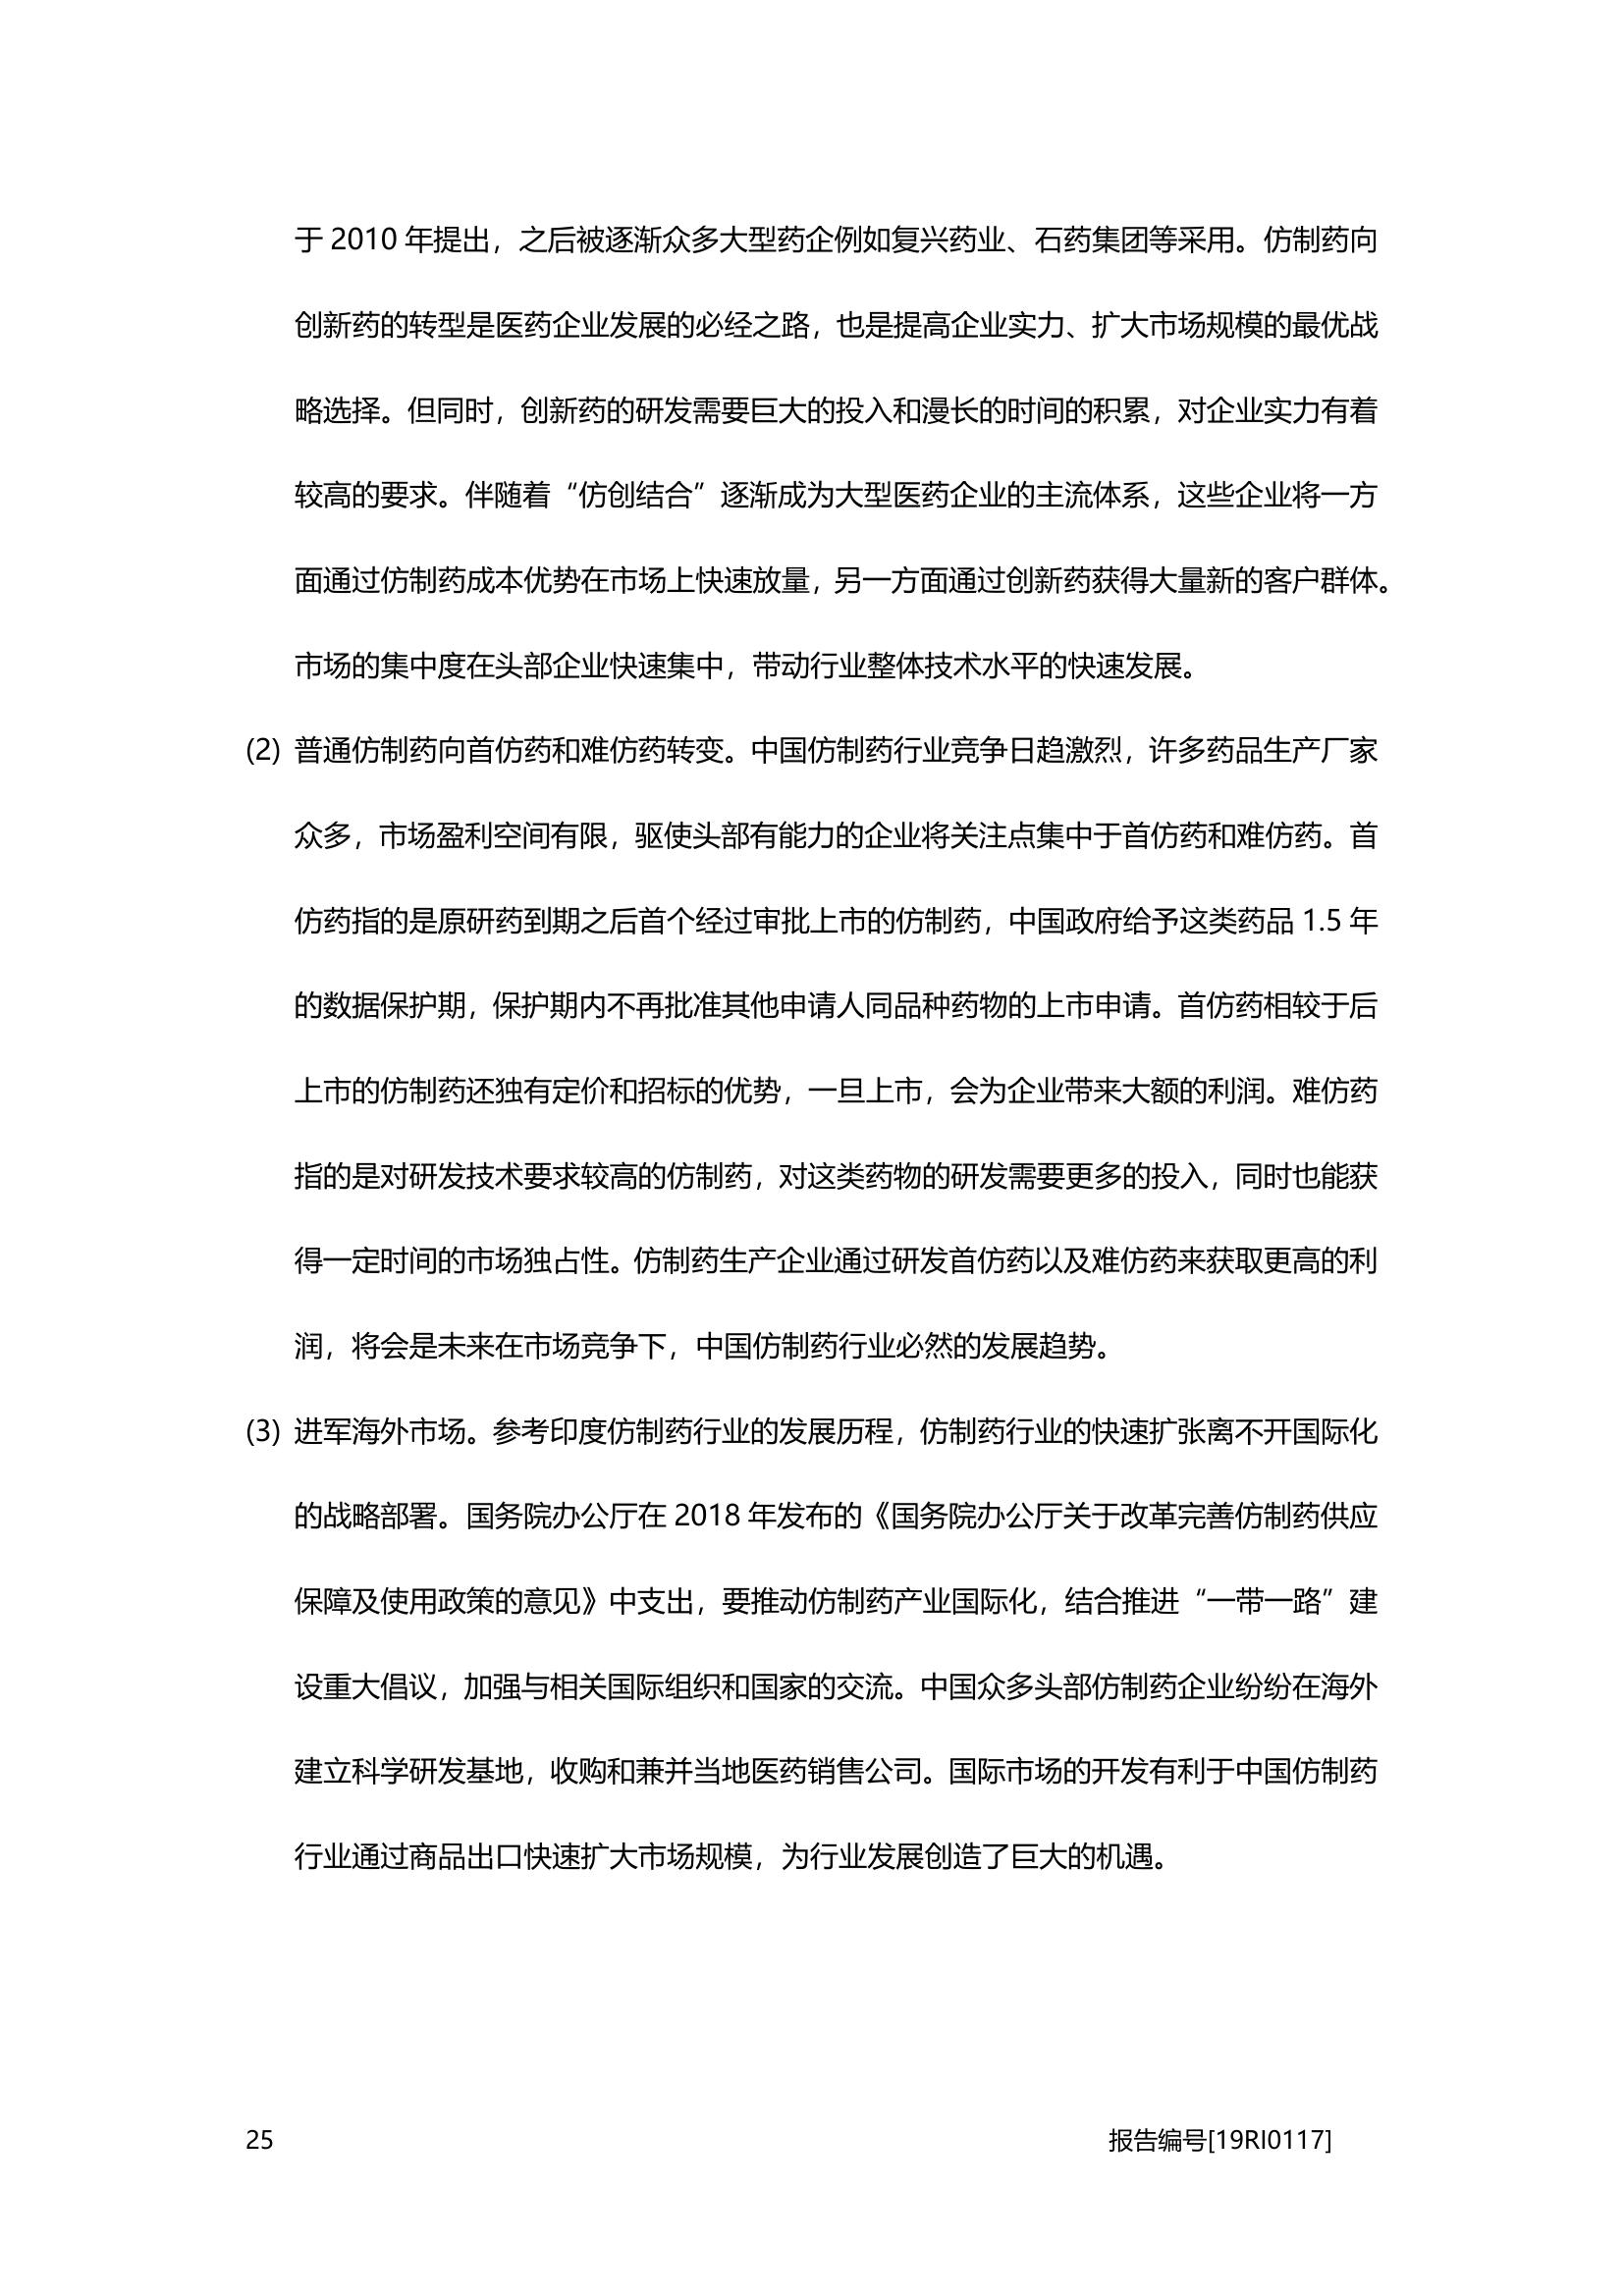 于 2010 年提出，之后被逐渐众多大型药企例如复兴药业、石药集团等采用。仿制药向
创新药的转型是医药企业发展的必经之路，也是提高企业实力、扩大市场规模的最优战
略选择。但同时，创新药的研发需要巨大的投入和漫长的时间的积累，对企业实力有着
较高的要求。伴随着“仿创结合”逐渐成为大型医药企业的主流体系，这些企业将一方
面通过仿制药成本优势在市场上快速放量，另一方面通过创新药获得大量新的客户群体。
市场的集中度在头部企业快速集中，带动行业整体技术水平的快速发展。
(2) 普通仿制药向首仿药和难仿药转变。中国仿制药行业竞争日趋激烈，许多药品生产厂家
众多，市场盈利空间有限，驱使头部有能力的企业将关注点集中于首仿药和难仿药。首
仿药指的是原研药到期之后首个经过审批上市的仿制药，中国政府给予这类药品 1.5 年
的数据保护期，保护期内不再批准其他申请人同品种药物的上市申请。首仿药相较于后
上市的仿制药还独有定价和招标的优势，一旦上市，会为企业带来大额的利润。难仿药
指的是对研发技术要求较高的仿制药，对这类药物的研发需要更多的投入，同时也能获
得一定时间的市场独占性。仿制药生产企业通过研发首仿药以及难仿药来获取更高的利
润，将会是未来在市场竞争下，中国仿制药行业必然的发展趋势。
(3) 进军海外市场。参考印度仿制药行业的发展历程，仿制药行业的快速扩张离不开国际化
的战略部署。国务院办公厅在 2018 年发布的《国务院办公厅关于改革完善仿制药供应
保障及使用政策的意见》中支出，要推动仿制药产业国际化，结合推进“一带一路”建
设重大倡议，加强与相关国际组织和国家的交流。中国众多头部仿制药企业纷纷在海外
建立科学研发基地，收购和兼并当地医药销售公司。国际市场的开发有利于中国仿制药
行业通过商品出口快速扩大市场规模，为行业发展创造了巨大的机遇。
25 报告编号[19RI0117]